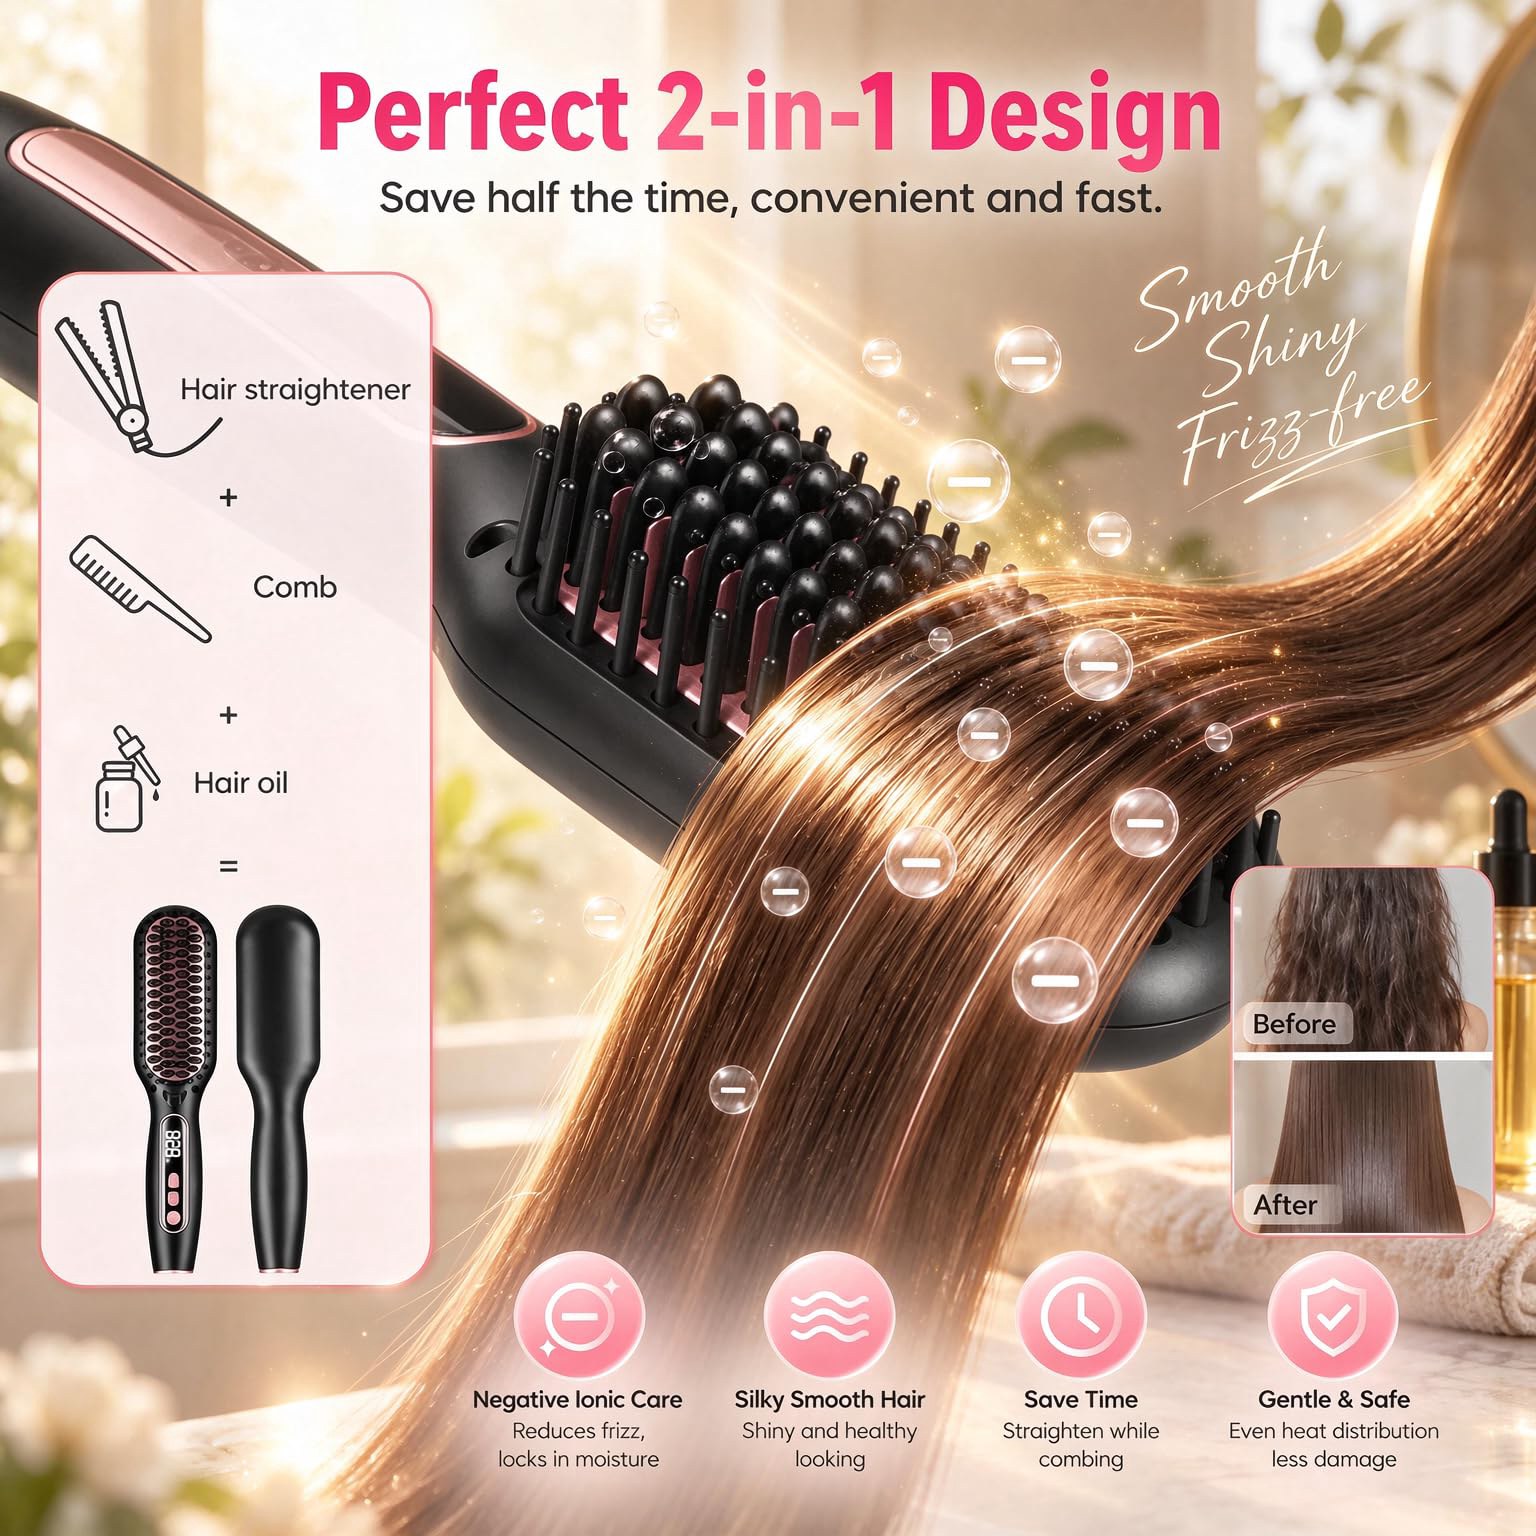 Perfect 2-in-1 Design
Save half the time, convenient and fast.
Smooth
Shiny
Frizz-free
Hair straightener
+
Comb
+
Hair oil
=
Before
After
Negative Ionic Care
Reduces frizz,
locks in moisture
Silky Smooth Hair
Shiny and healthy
looking
Save Time
Straighten while
combing
Gentle & Safe
Even heat distribution
less damage